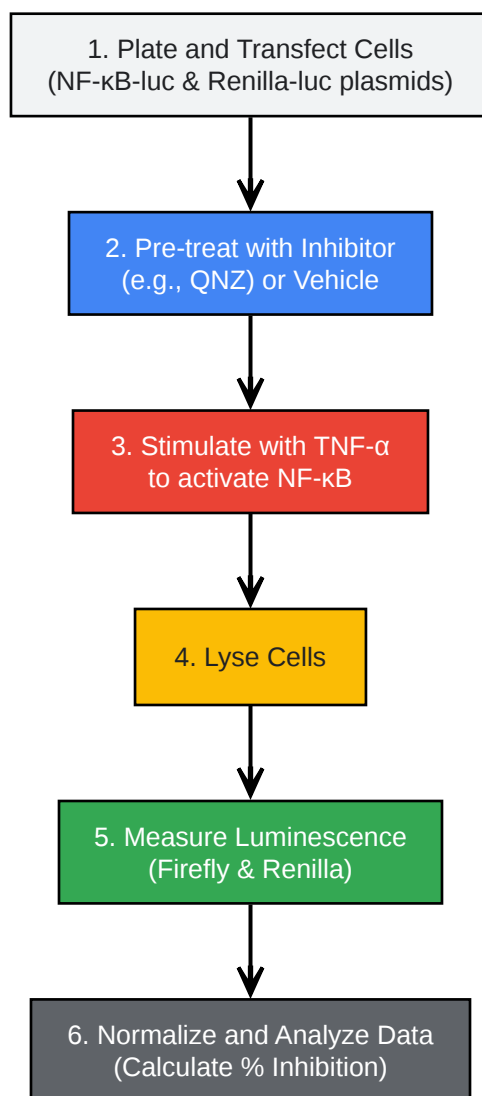 1. Plate and Transfect Cells
(NF-κB-luc & Renilla-luc plasmids)
2. Pre-treat with Inhibitor
(e.g., QNZ) or Vehicle
3. Stimulate with TNF-α
to activate NF-κB
4. Lyse Cells
5. Measure Luminescence
(Firefly & Renilla)
6. Normalize and Analyze Data
(Calculate % Inhibition)